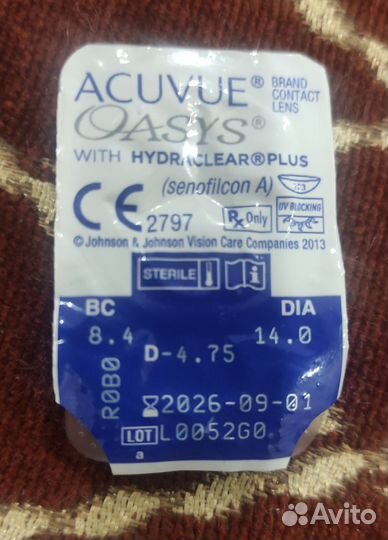 ACUVUE® BRAND
CONTACT
LENS
OASYS®
WITH HYDRACLEAR® PLUS
(senofilcon A)
CE 2797
Rx Only
UV BLOCKING
© Johnson & Johnson Vision Care Companies 2013
STERILE
i
BC DIA
8.4 14.0
D-4.75
R0B0
2026-09-01
LOT L0052G0
a
Avito